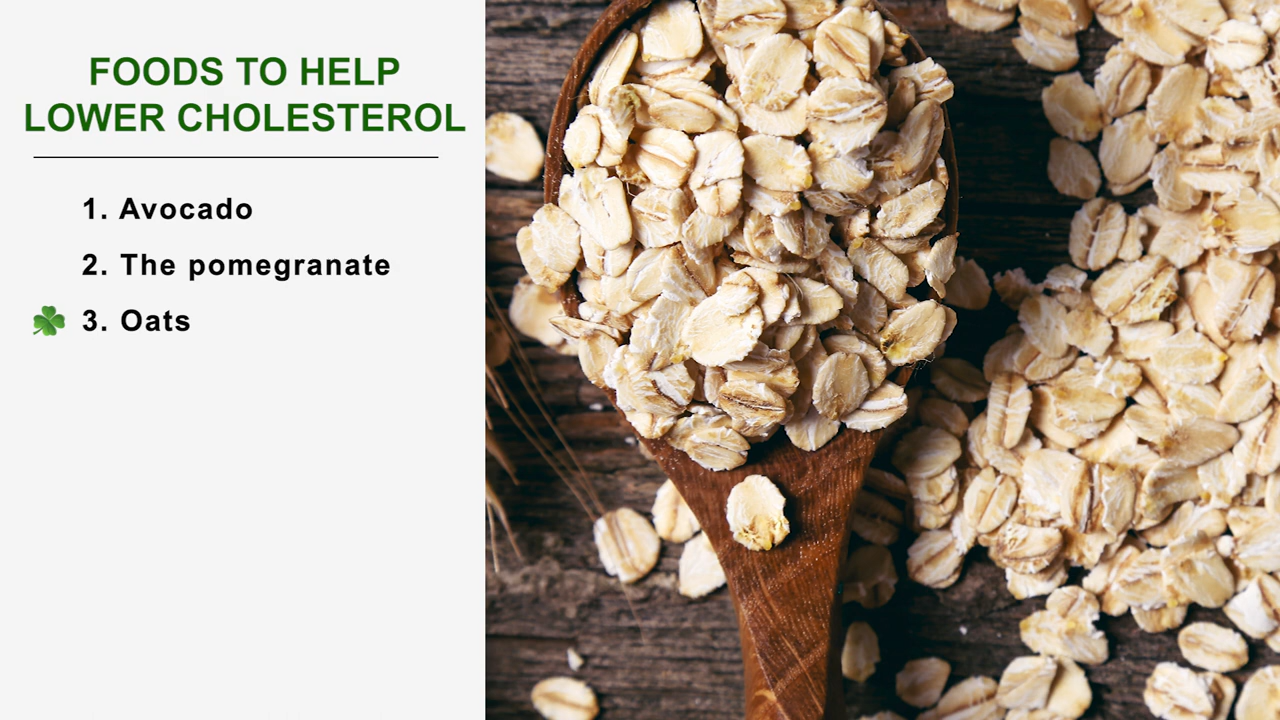 FOODS TO HELP
LOWER CHOLESTEROL
1. Avocado
2. The pomegranate
3. Oats